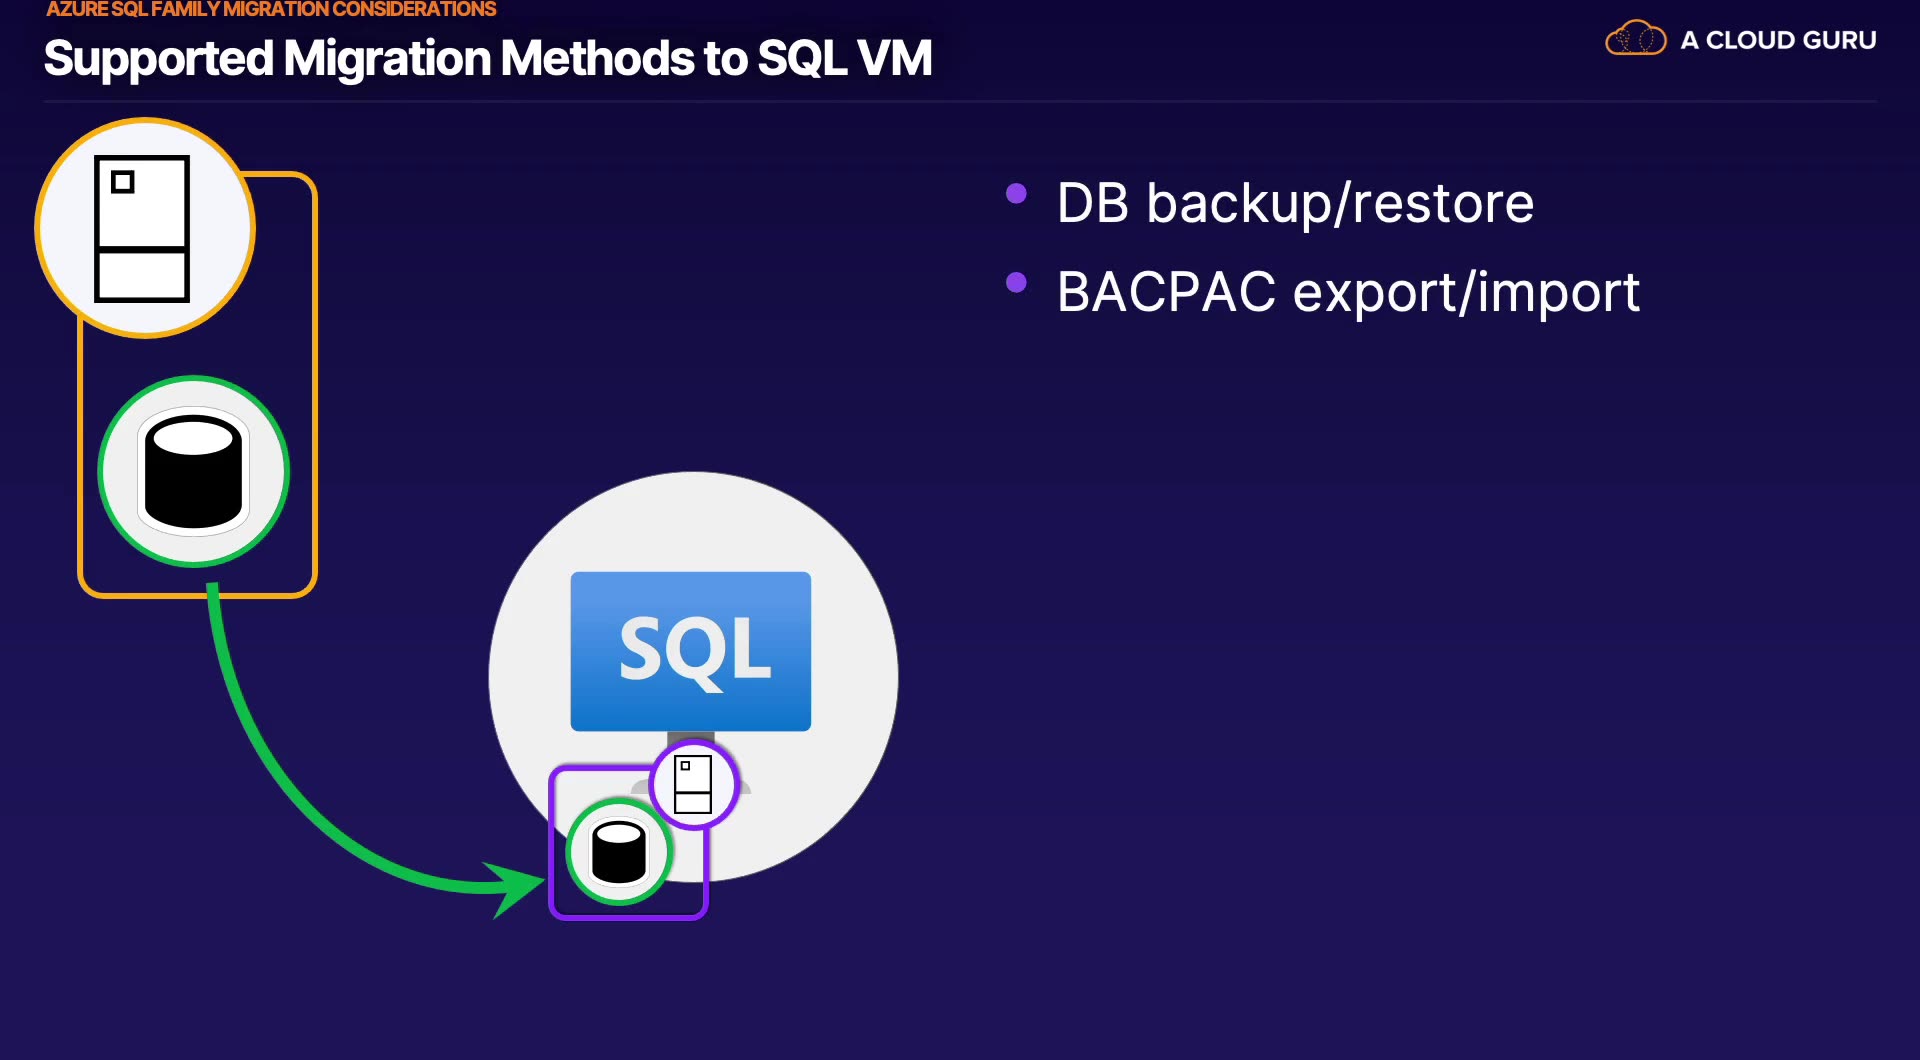 AZURE SQL FAMILY MIGRATION CONSIDERATIONS
Supported Migration Methods to SQL VM
A CLOUD GURU
DB backup/restore
BACPAC export/import
SQL